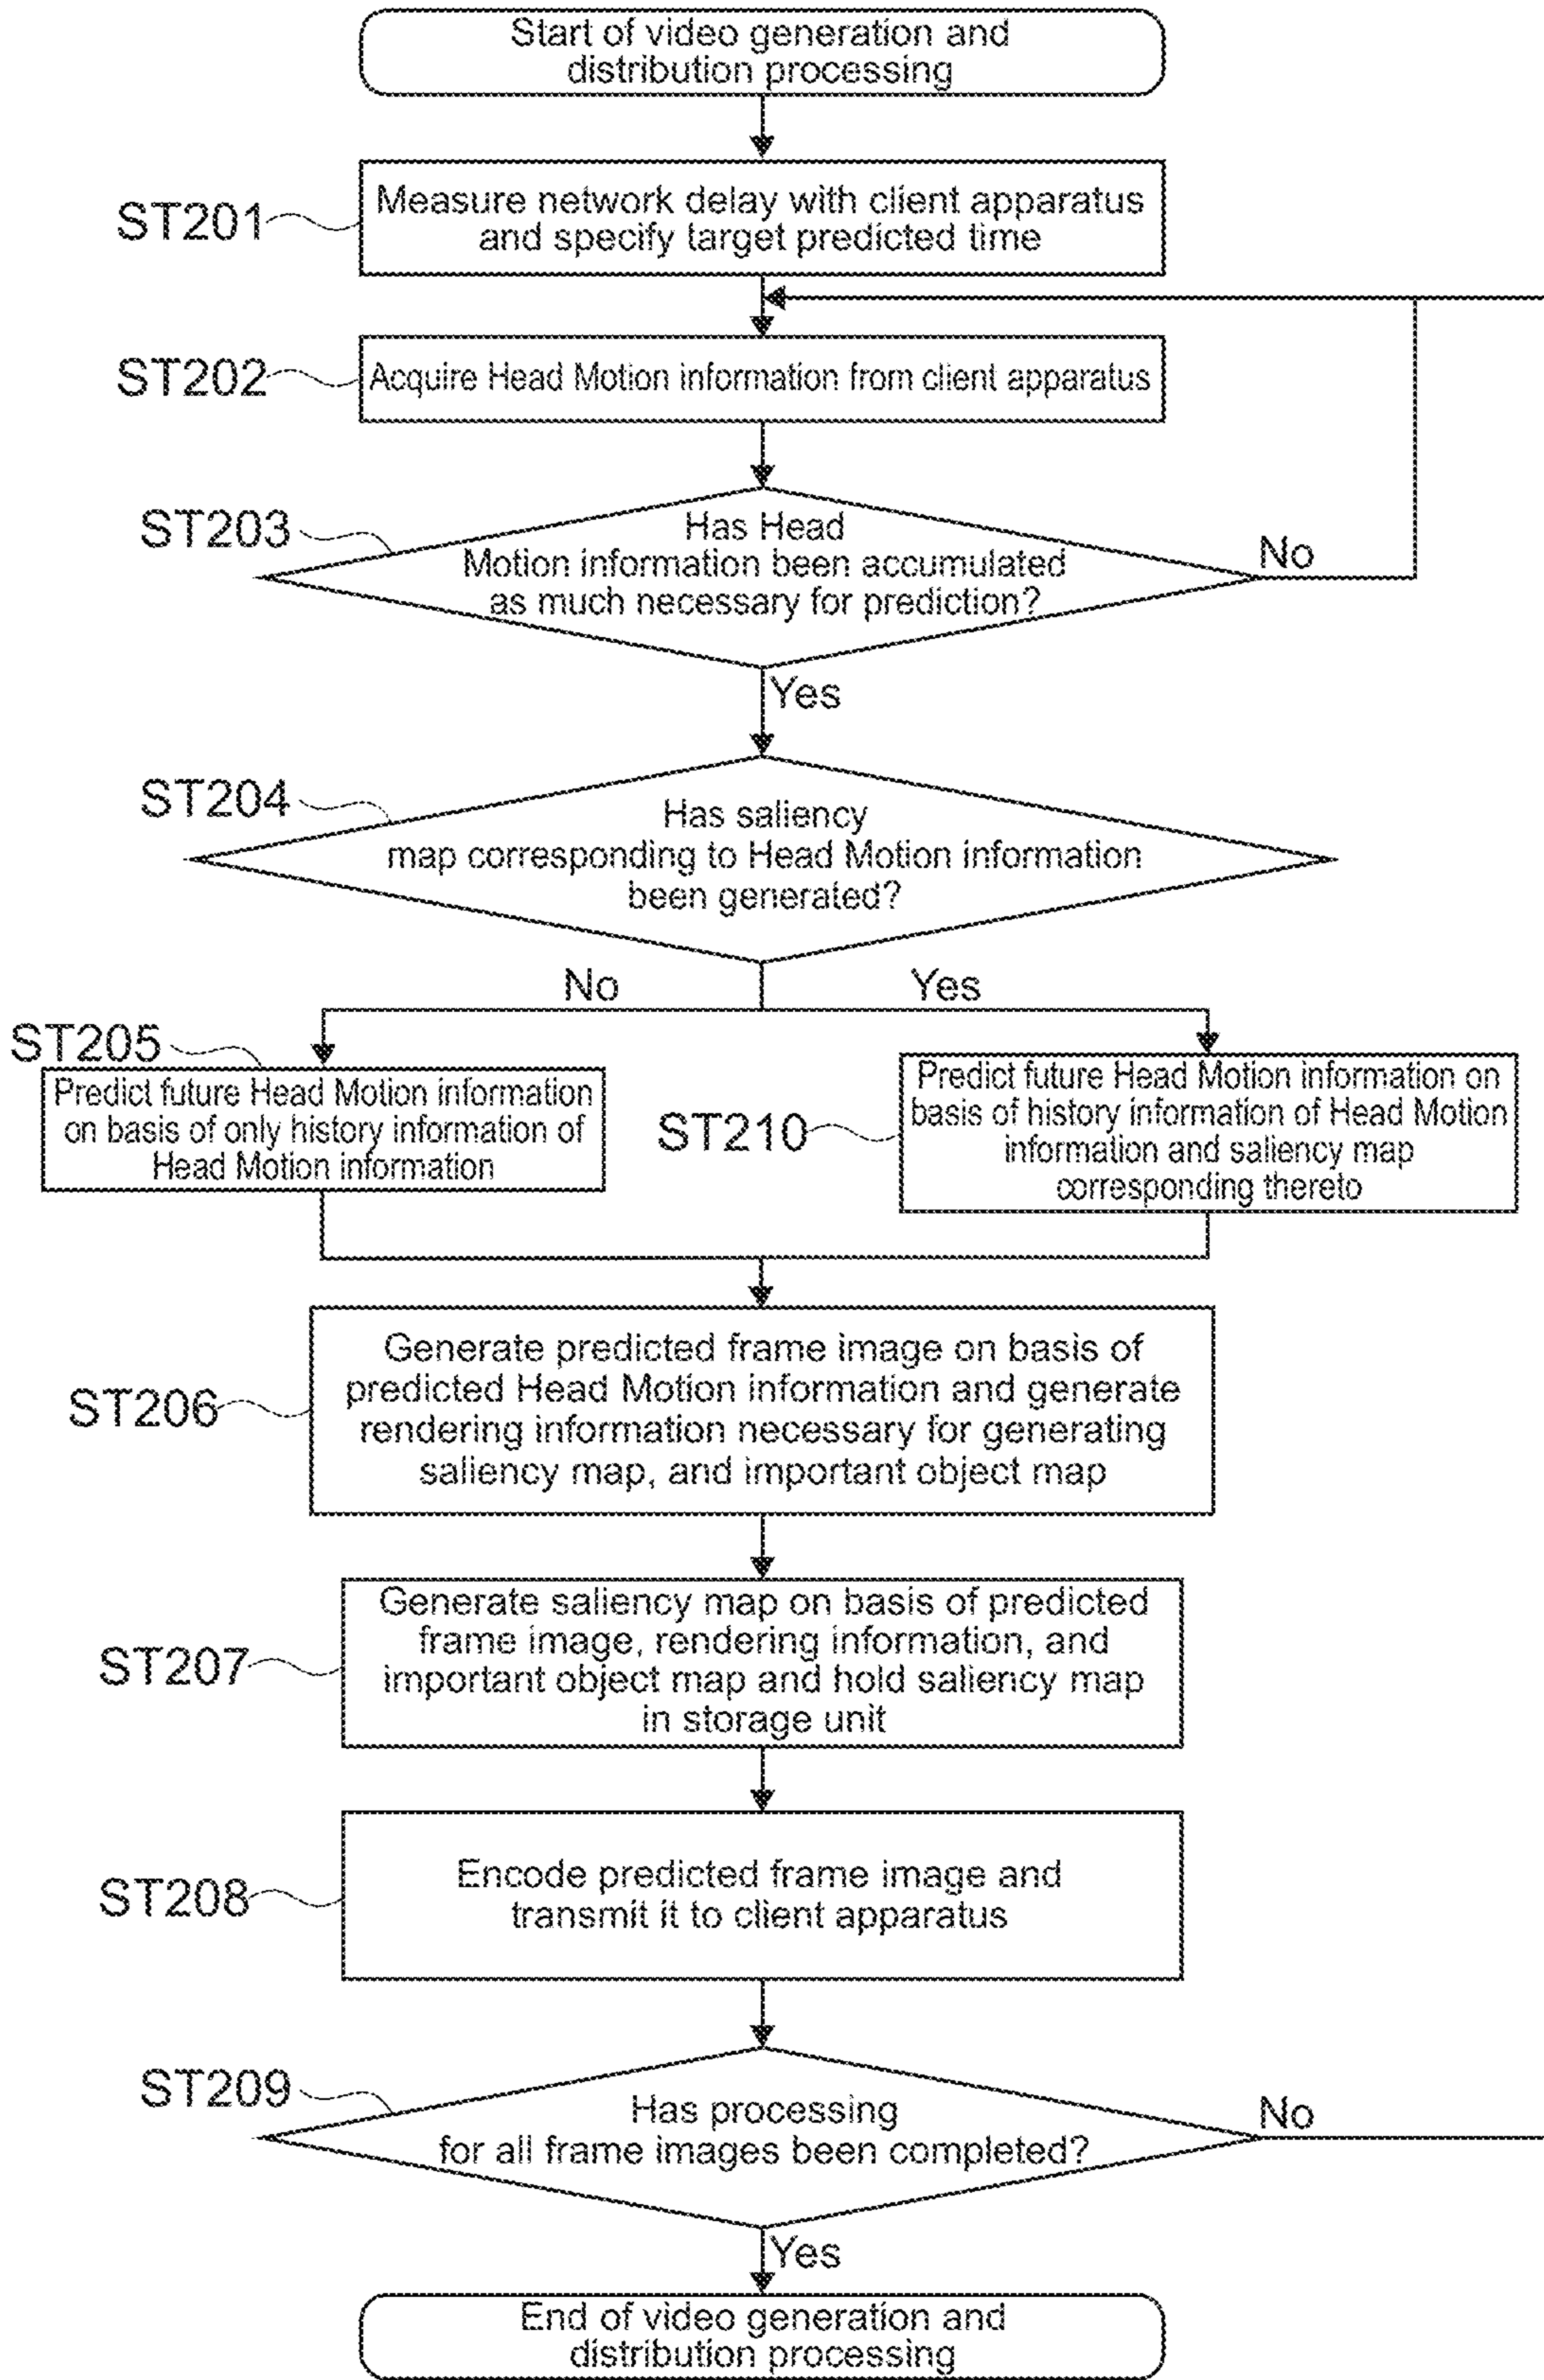 Start of video generation and
distribution processing
ST201
Measure network delay with client apparatus
and specify target predicted time
ST202
Acquire Head Motion information from client apparatus
ST203
Has Head
Motion information been accumulated
as much necessary for prediction?
No
Yes
ST204
Has saliency
map corresponding to Head Motion information
been generated?
No
Yes
ST205
Predict future Head Motion information
on basis of only history information of
Head Motion information
ST210
Predict future Head Motion information on
basis of history information of Head Motion
information and saliency map
corresponding thereto
ST206
Generate predicted frame image on basis of
predicted Head Motion information and generate
rendering information necessary for generating
saliency map, and important object map
ST207
Generate saliency map on basis of predicted
frame image, rendering information, and
important object map and hold saliency map
in storage unit
ST208
Encode predicted frame image and
transmit it to client apparatus
ST209
Has processing
for all frame images been completed?
No
Yes
End of video generation and
distribution processing